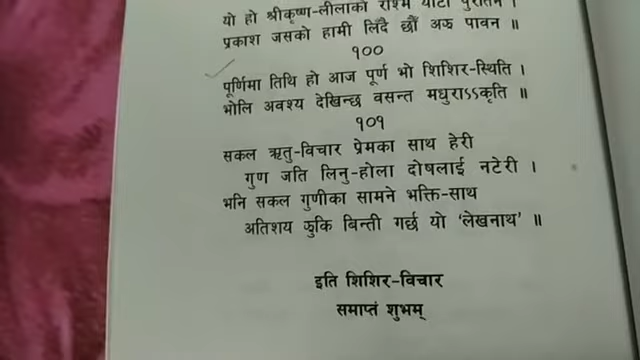 यो हो श्रीकृष्ण-लीलाको
प्रकाश जसको हामी लिँदै छौँ अझ पावन ॥
१००
पूर्णिमा तिथि हो आज पूर्ण भो शिशिर-स्थिति ।
भोलि अवश्य देखिन्छ वसन्त मधुराऽऽकृति ॥
१०१
सकल ऋतु-विचार प्रेमका साथ हेरी
गुण जति लिनु-होला दोषलाई नटेरी ।
भनि सकल गुणीका सामने भक्ति-साथ
अतिशय झुकि बिन्ती गर्छ यो ‘लेखनाथ’ ॥
इति शिशिर-विचार
समाप्तं शुभम्